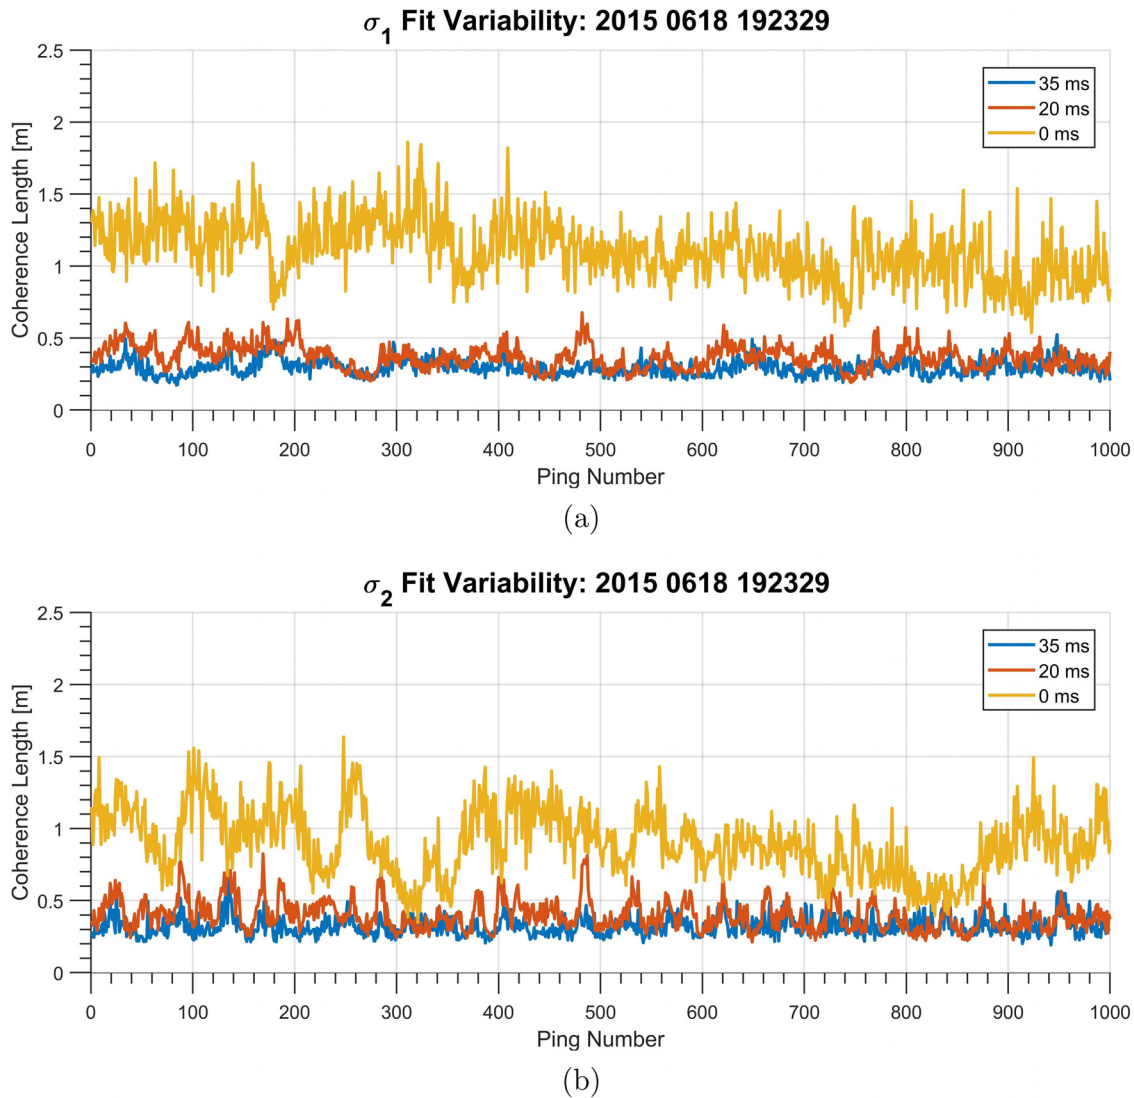 σ1 Fit Variability: 2015 0618 192329
2.5
2
1.5
1
0.5
0
Coherence Length [m]
35 ms
20 ms
0 ms
0 100 200 300 400 500 600 700 800 900 1000
Ping Number
(a)
σ2 Fit Variability: 2015 0618 192329
2.5
2
1.5
1
0.5
0
Coherence Length [m]
35 ms
20 ms
0 ms
0 100 200 300 400 500 600 700 800 900 1000
Ping Number
(b)